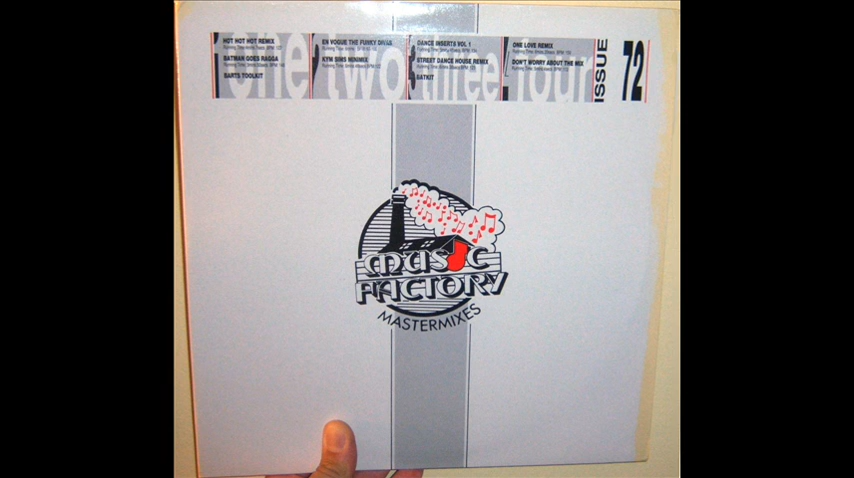 one
HOT HOT HOT REMIX
BATMAN GOES RAGGA
BARTS TOOLKIT
two
EN VOGUE THE FUNKY DIVAS
KYM SIMS MINIMIX
three
DANCE INSERTS VOL 1
STREET DANCE HOUSE REMIX
BATKIT
four
ONE LOVE REMIX
DON'T WORRY ABOUT THE MIX
ISSUE 72
MUSIC
FACTORY
MASTERMIXES